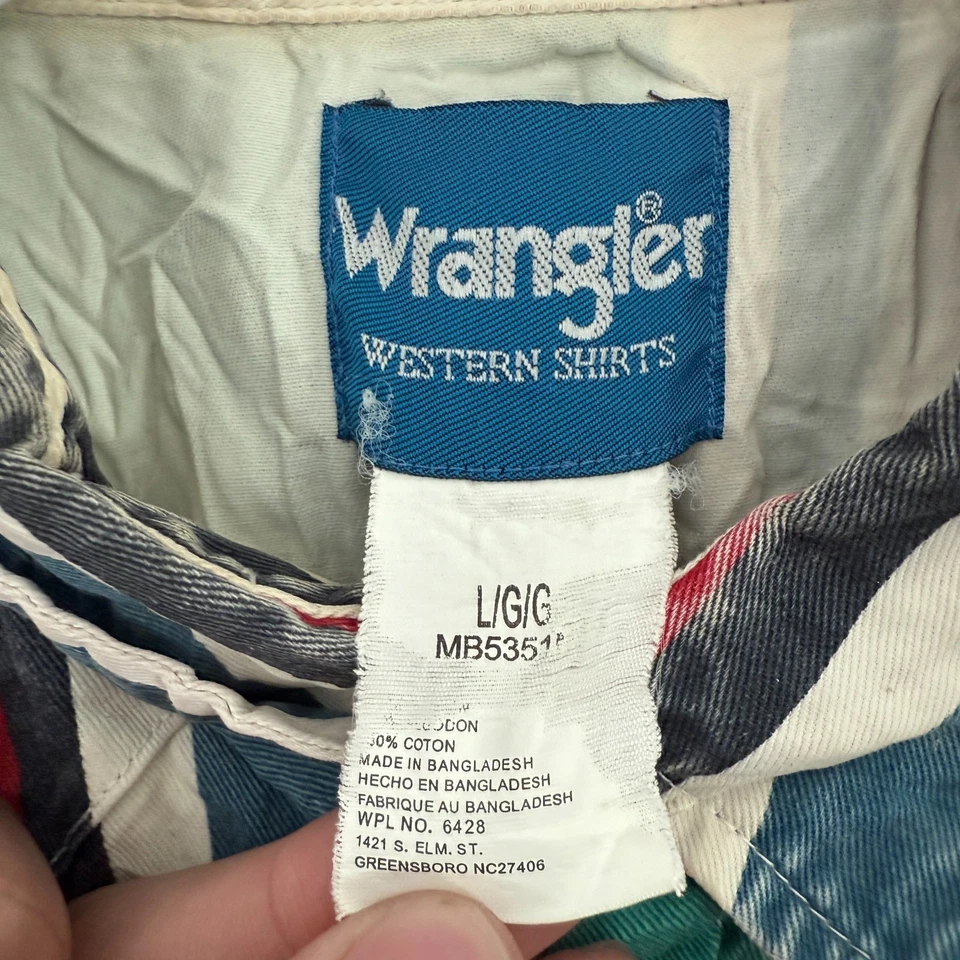 Wrangler®
WESTERN SHIRTS
L/G/G
MB5351
COTON
MADE IN BANGLADESH
HECHO EN BANGLADESH
FABRIQUE AU BANGLADESH
WPL NO. 6428
1421 S. ELM. ST.
GREENSBORO NC27406